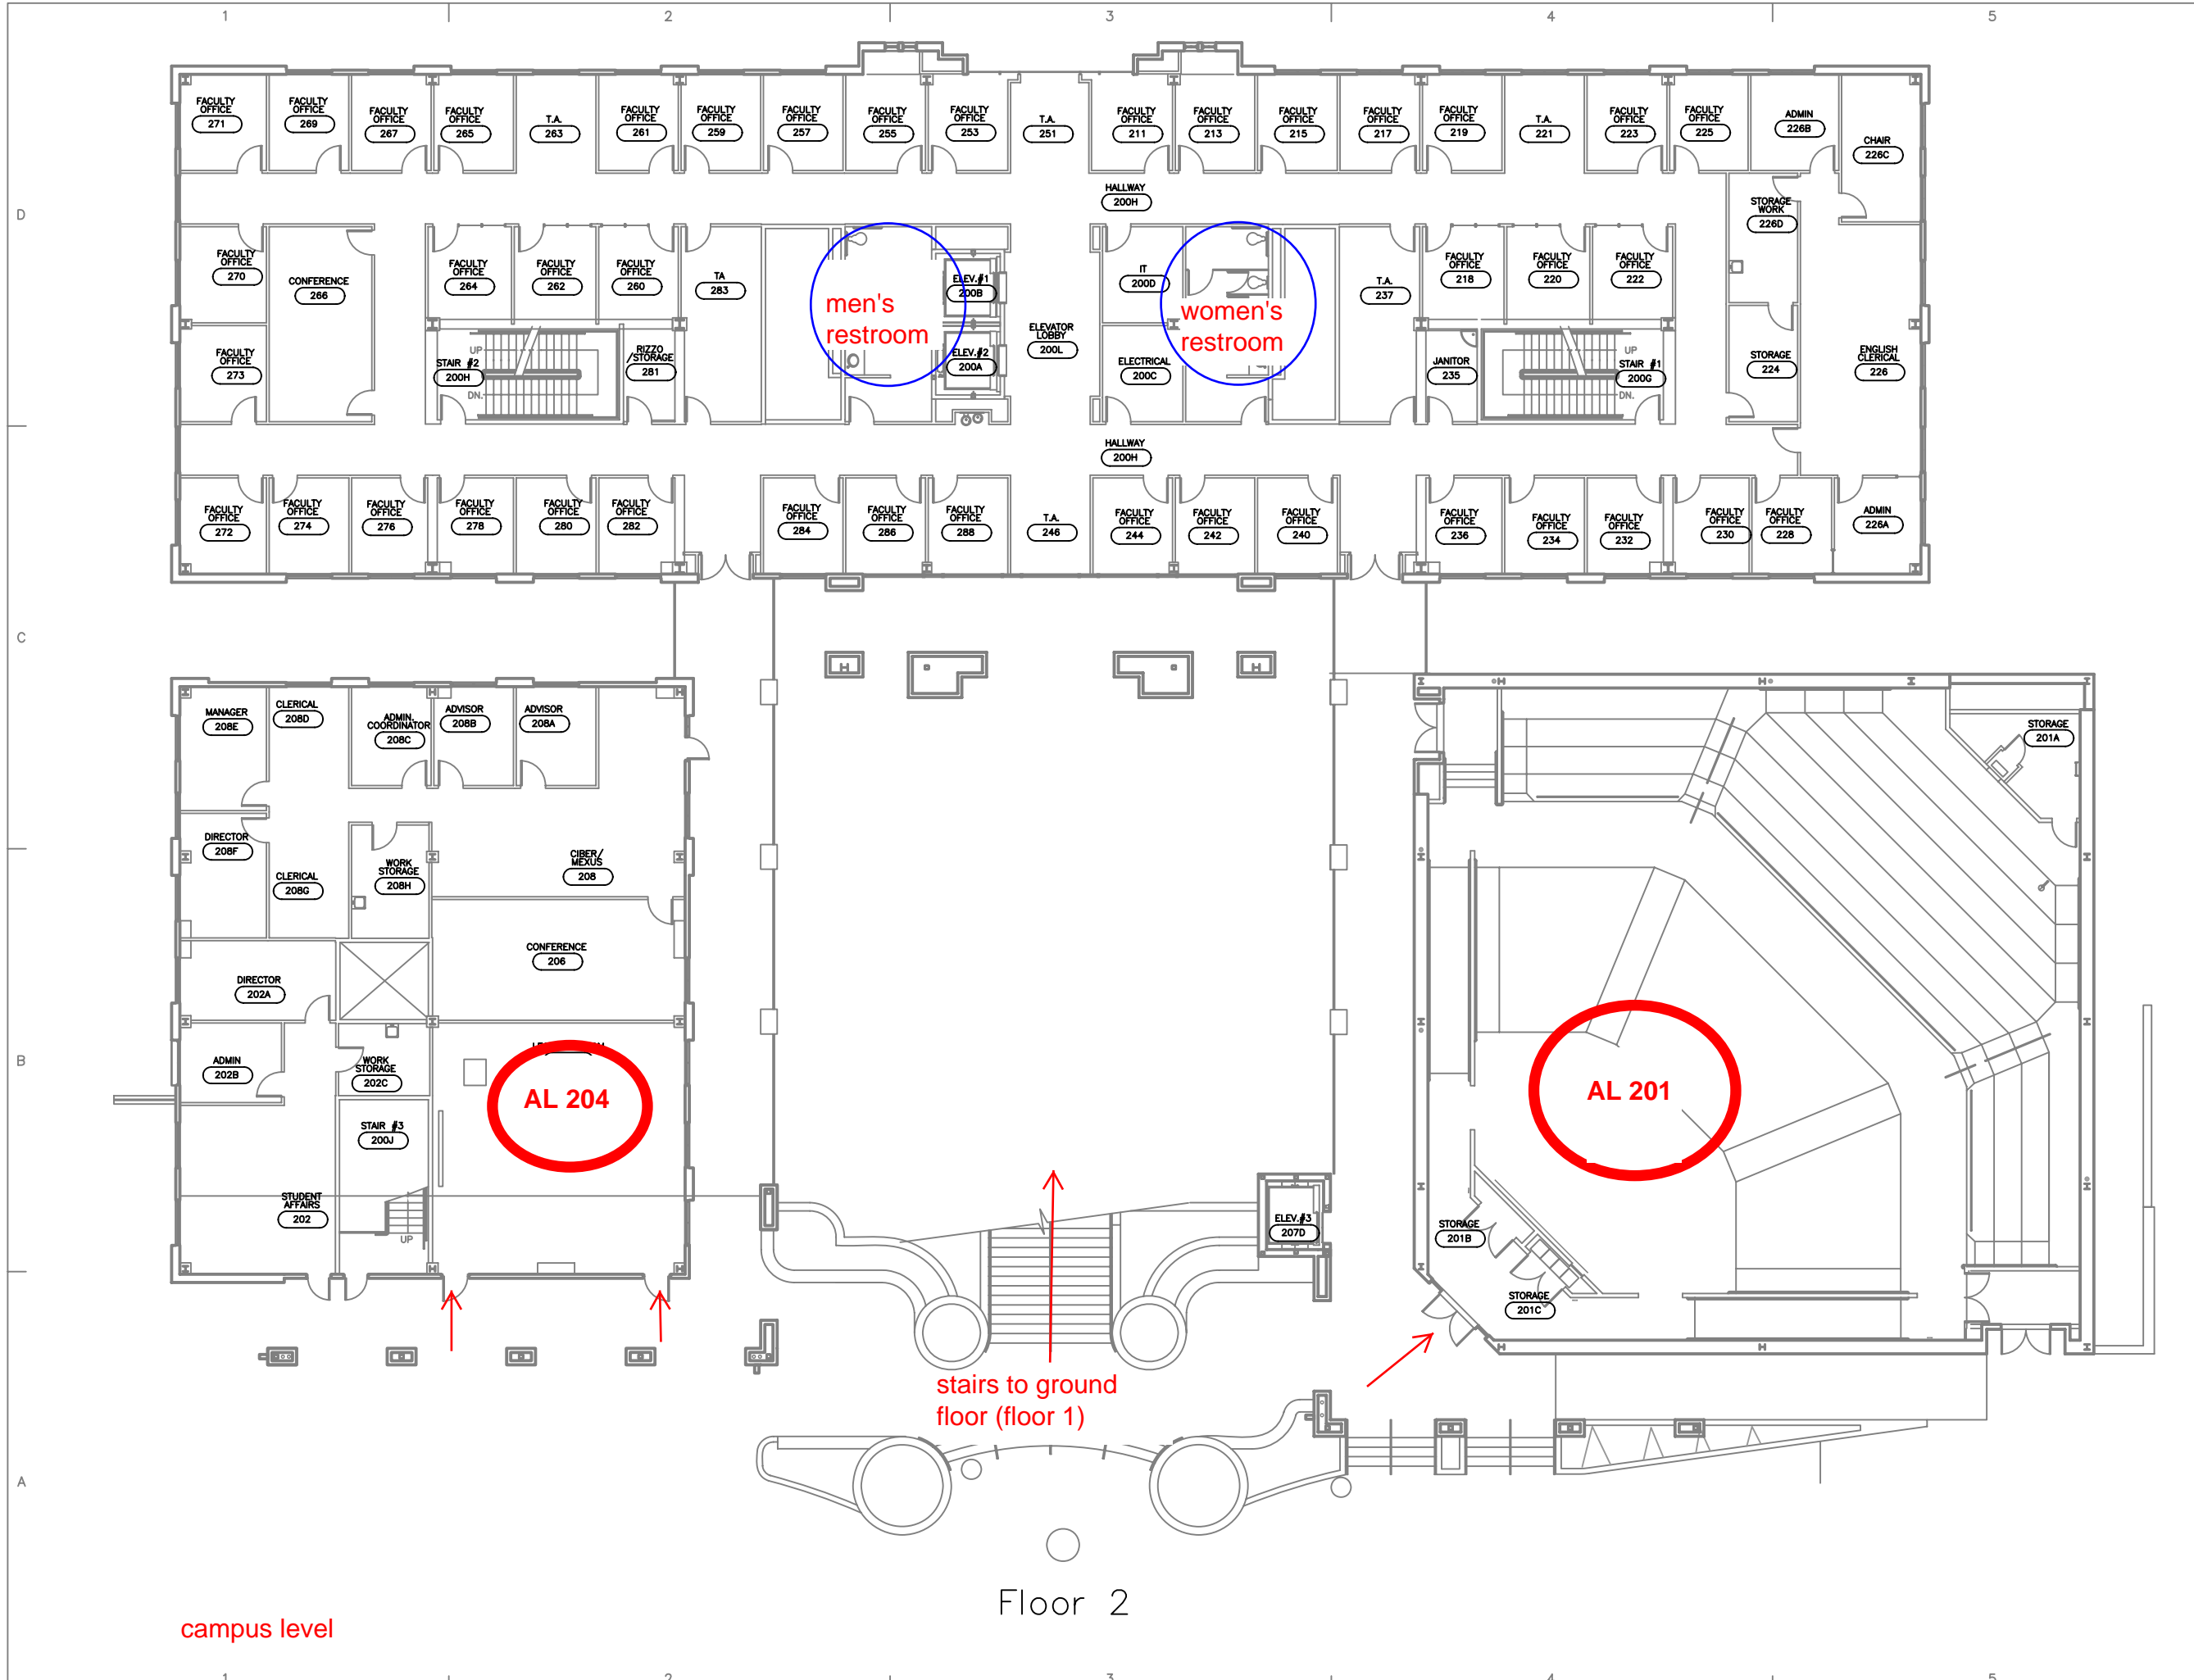 1 2 3 4 5
FACULTY
OFFICE
271
FACULTY
OFFICE
269
FACULTY
OFFICE
267
FACULTY
OFFICE
265
T.A.
263
FACULTY
OFFICE
261
FACULTY
OFFICE
259
FACULTY
OFFICE
257
FACULTY
OFFICE
255
FACULTY
OFFICE
253
T.A.
251
FACULTY
OFFICE
211
FACULTY
OFFICE
213
FACULTY
OFFICE
215
FACULTY
OFFICE
217
FACULTY
OFFICE
219
T.A.
221
FACULTY
OFFICE
223
FACULTY
OFFICE
225
ADMIN
226B
CHAIR
226C
HALLWAY
200H
D
STORAGE
WORK
226D
FACULTY
OFFICE
270
CONFERENCE
266
FACULTY
OFFICE
264
FACULTY
OFFICE
262
FACULTY
OFFICE
260
TA
283
men's
restroom
ELEV.#1
200B
IT
200D
women's
restroom
T.A.
237
FACULTY
OFFICE
218
FACULTY
OFFICE
220
FACULTY
OFFICE
222
FACULTY
OFFICE
273
UP
STAIR #2
200H
DN.
RIZZO
/STORAGE
281
ELEV.#2
200A
ELEVATOR
LOBBY
200L
ELECTRICAL
200C
JANITOR
235
UP
STAIR #1
200G
DN.
STORAGE
224
ENGLISH
CLERICAL
226
HALLWAY
200H
FACULTY
OFFICE
272
FACULTY
OFFICE
274
FACULTY
OFFICE
276
FACULTY
OFFICE
278
FACULTY
OFFICE
280
FACULTY
OFFICE
282
FACULTY
OFFICE
284
FACULTY
OFFICE
286
FACULTY
OFFICE
288
T.A.
246
FACULTY
OFFICE
244
FACULTY
OFFICE
242
FACULTY
OFFICE
240
FACULTY
OFFICE
236
FACULTY
OFFICE
234
FACULTY
OFFICE
232
FACULTY
OFFICE
230
FACULTY
OFFICE
228
ADMIN
226A
C
MANAGER
208E
CLERICAL
208D
ADMIN.
COORDINATOR
208C
ADVISOR
208B
ADVISOR
208A
STORAGE
201A
DIRECTOR
208F
CLERICAL
208G
WORK
STORAGE
208H
CIBER/
MEXUS
208
CONFERENCE
206
DIRECTOR
202A
B
ADMIN
202B
WORK
STORAGE
202C
AL 204
AL 201
STAIR #3
200J
STUDENT
AFFAIRS
202
UP
ELEV.#3
207D
STORAGE
201B
STORAGE
201C
stairs to ground
floor (floor 1)
A
Floor 2
campus level
1 2 3 4 5